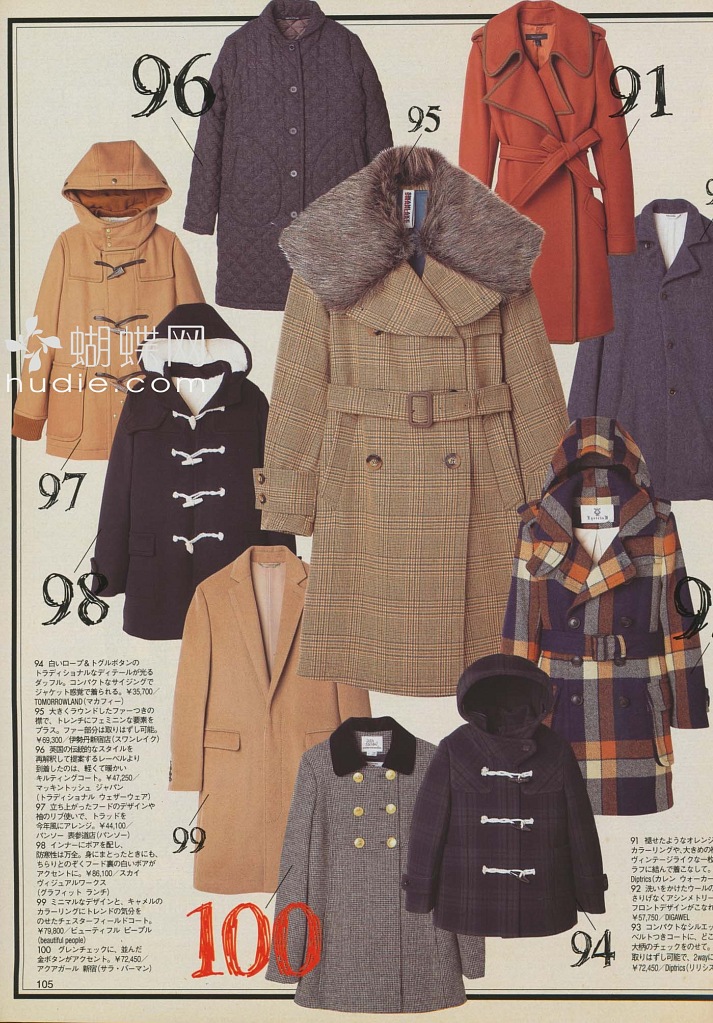 96
95
91
97
98
99
100
94
蝴蝶网
hudie.com
94 白いロープ&トグルボタンの
トラディショナルなディテールが光る
ダッフル。コンパクトなサイジングで
ジャケット感覚で着られる。¥35,700/
TOMORROWLAND(マカフィー)
95 大きくラウンドしたファーつきの
襟で、トレンチにフェミニンな要素を
プラス。ファー部分は取りはずし可能。
¥69,300/伊勢丹新宿店(スワンレイク)
96 英国の伝統的なスタイルを
再解釈して提案するレーベルより
到着したのは、軽くて暖かい
キルティングコート。¥47,250/
マッキントッシュ ジャパン
(トラディショナル ウェザーウェア)
97 立ち上がったフードのデザインや
袖のリブ使いで、トラッドを
今年風にアレンジ。¥44,100/
パンソー 表参道店(パンソー)
98 インナーにボアを配し、
防寒性は万全。身にまとったときにも、
ちらりとのぞくフード裏の白いボアが
アクセントに。¥86,100/スカイ
ヴィジュアルワークス
(グラフィット ランチ)
99 ミニマルなデザインと、キャメルの
カラーリングにトレンドの気分を
のせたチェスターフィールドコート。
¥79,800/ビューティフル ピープル
(beautiful people)
100 グレンチェックに、並んだ
金ボタンがアクセント。¥72,450/
アクアガール 新宿(サラ・バーマン)
105
91 褪せたようなオレンジ
カラーリングや、大きめの
ヴィンテージライクな一枚
ラフに結んで着こなして。
Diptrics(カレン ウォーカー
92 洗いをかけたウールの
さりげなくアシンメトリー
フロントデザインがこなれ
¥57,750/DIGAWEL
93 コンパクトなシルエッ
ベルトつきコートに、どこ
大柄のチェックをのせて。
取りはずし可能で、2wayに
¥72,450/Diptrics(リリシス